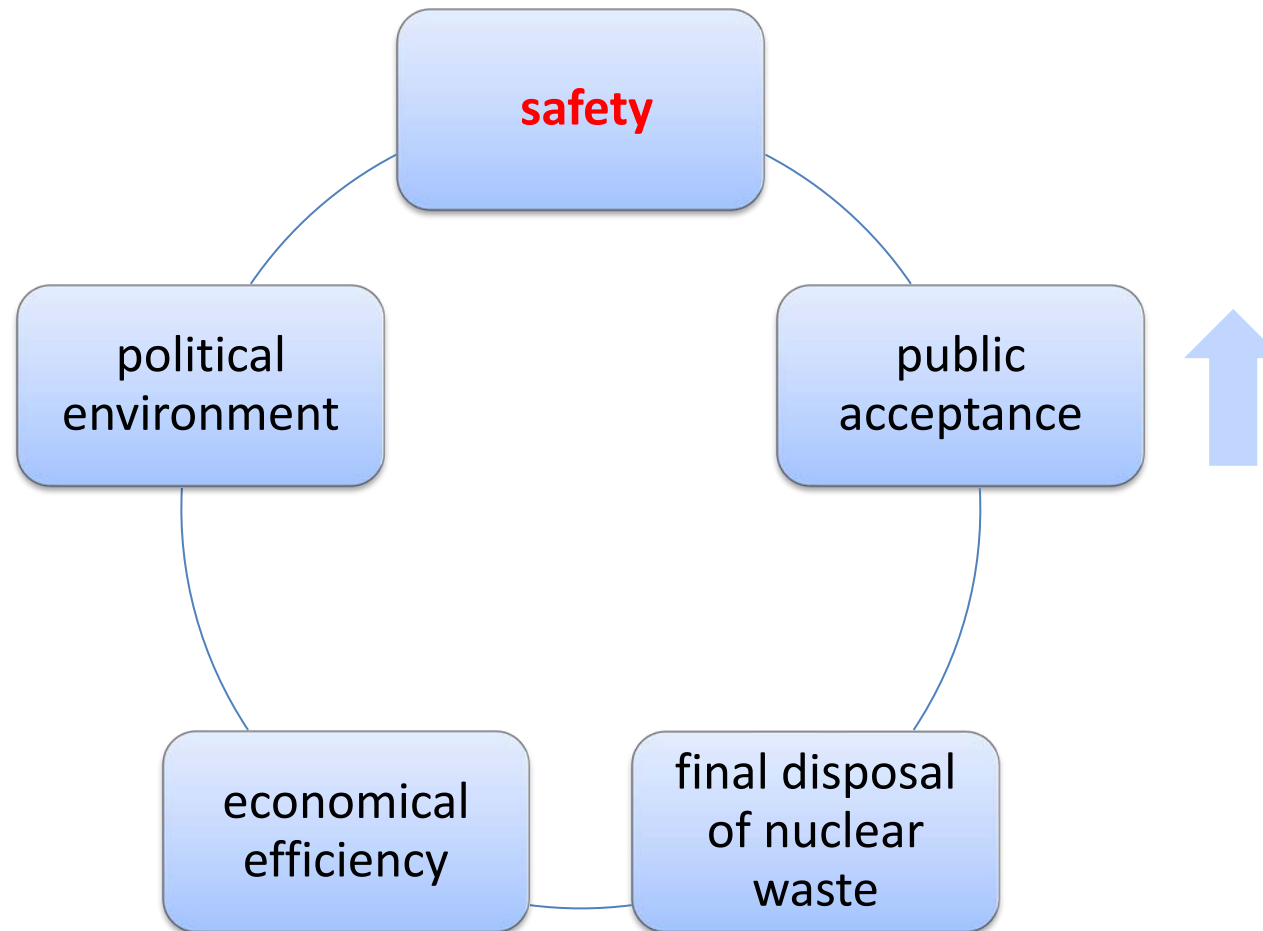 safety
political
environment
public
acceptance
economical
efficiency
final disposal
of nuclear
waste